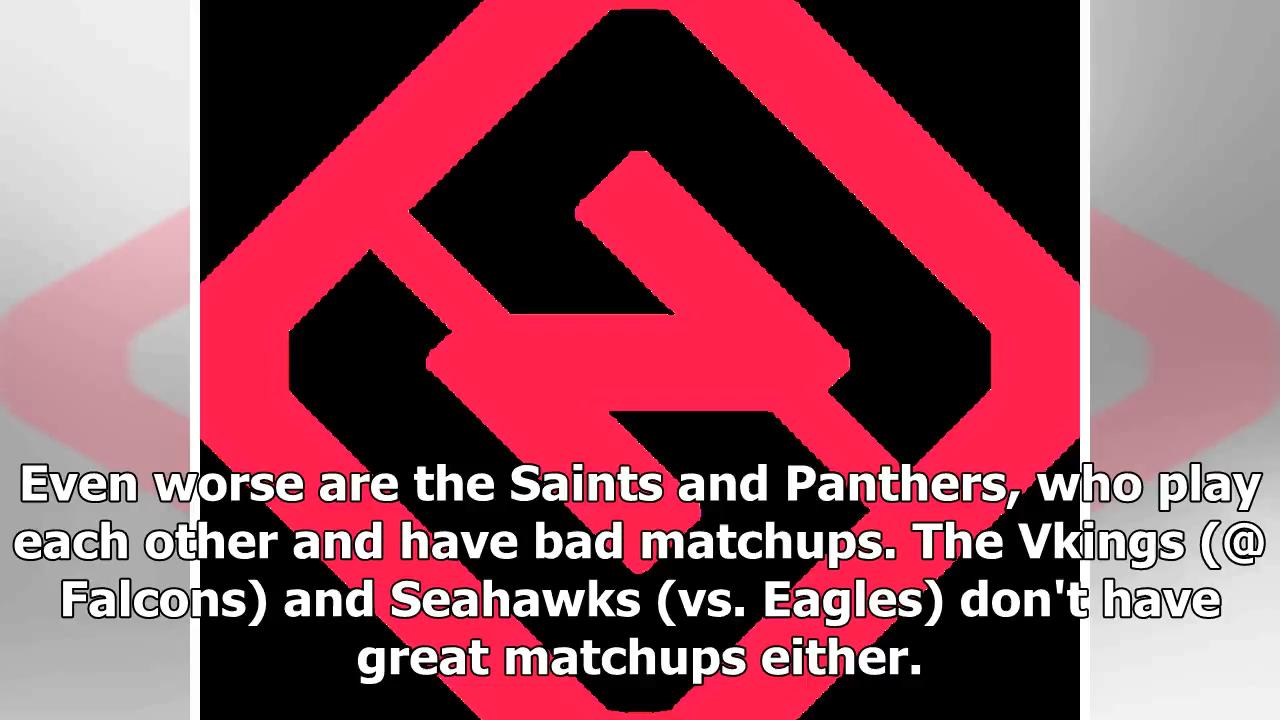 Even worse are the Saints and Panthers, who play
each other and have bad matchups. The Vkings (@
Falcons) and Seahawks (vs. Eagles) don't have
great matchups either.